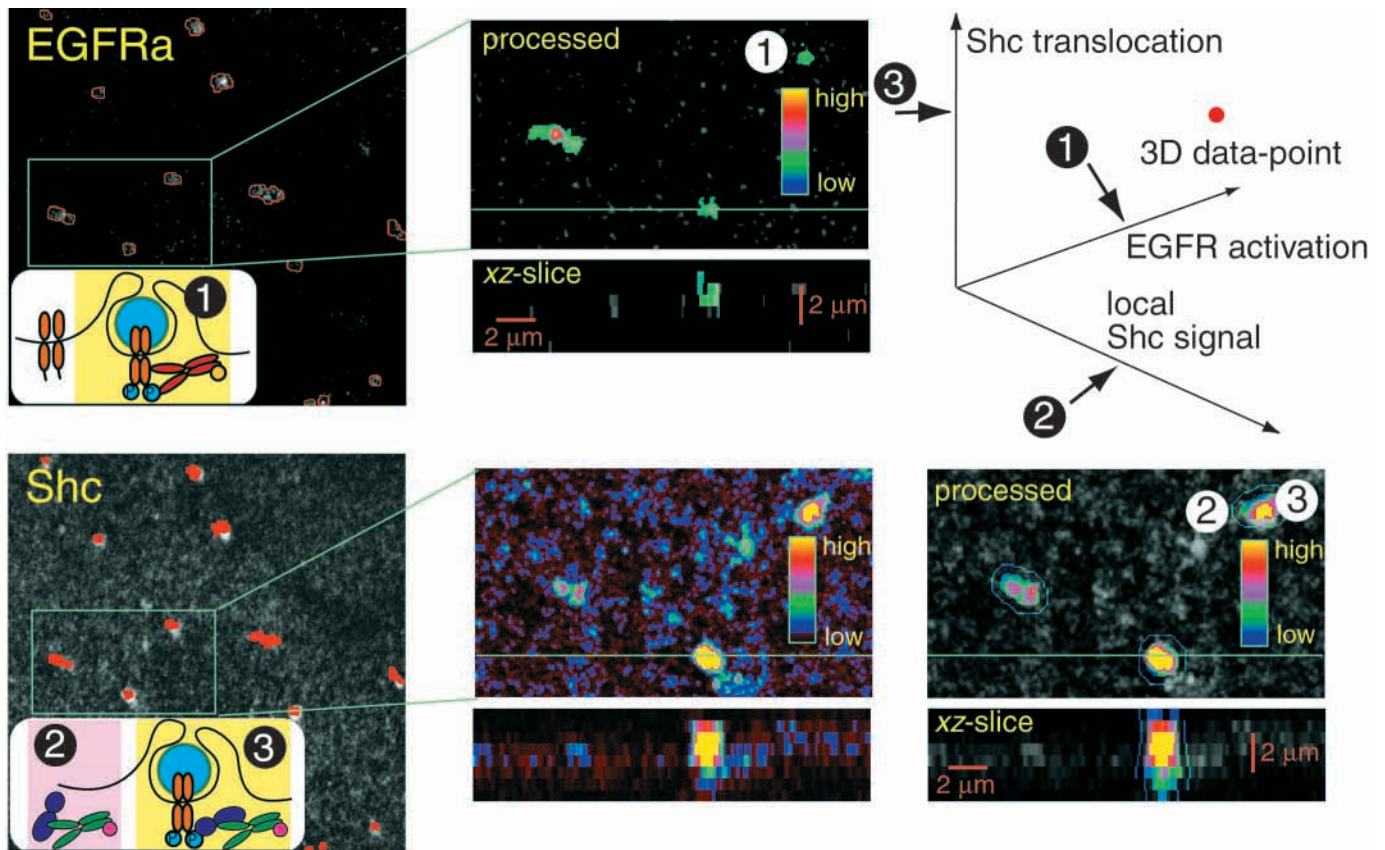 EGFRa
1
P
P
processed
1
high
low
xz-slice
2 µm
2 µm
Shc translocation
3
1
3D data-point
EGFR activation
local
Shc signal
2
Shc
2
3
P
P
high
low
processed
2
3
high
low
xz-slice
2 µm
2 µm